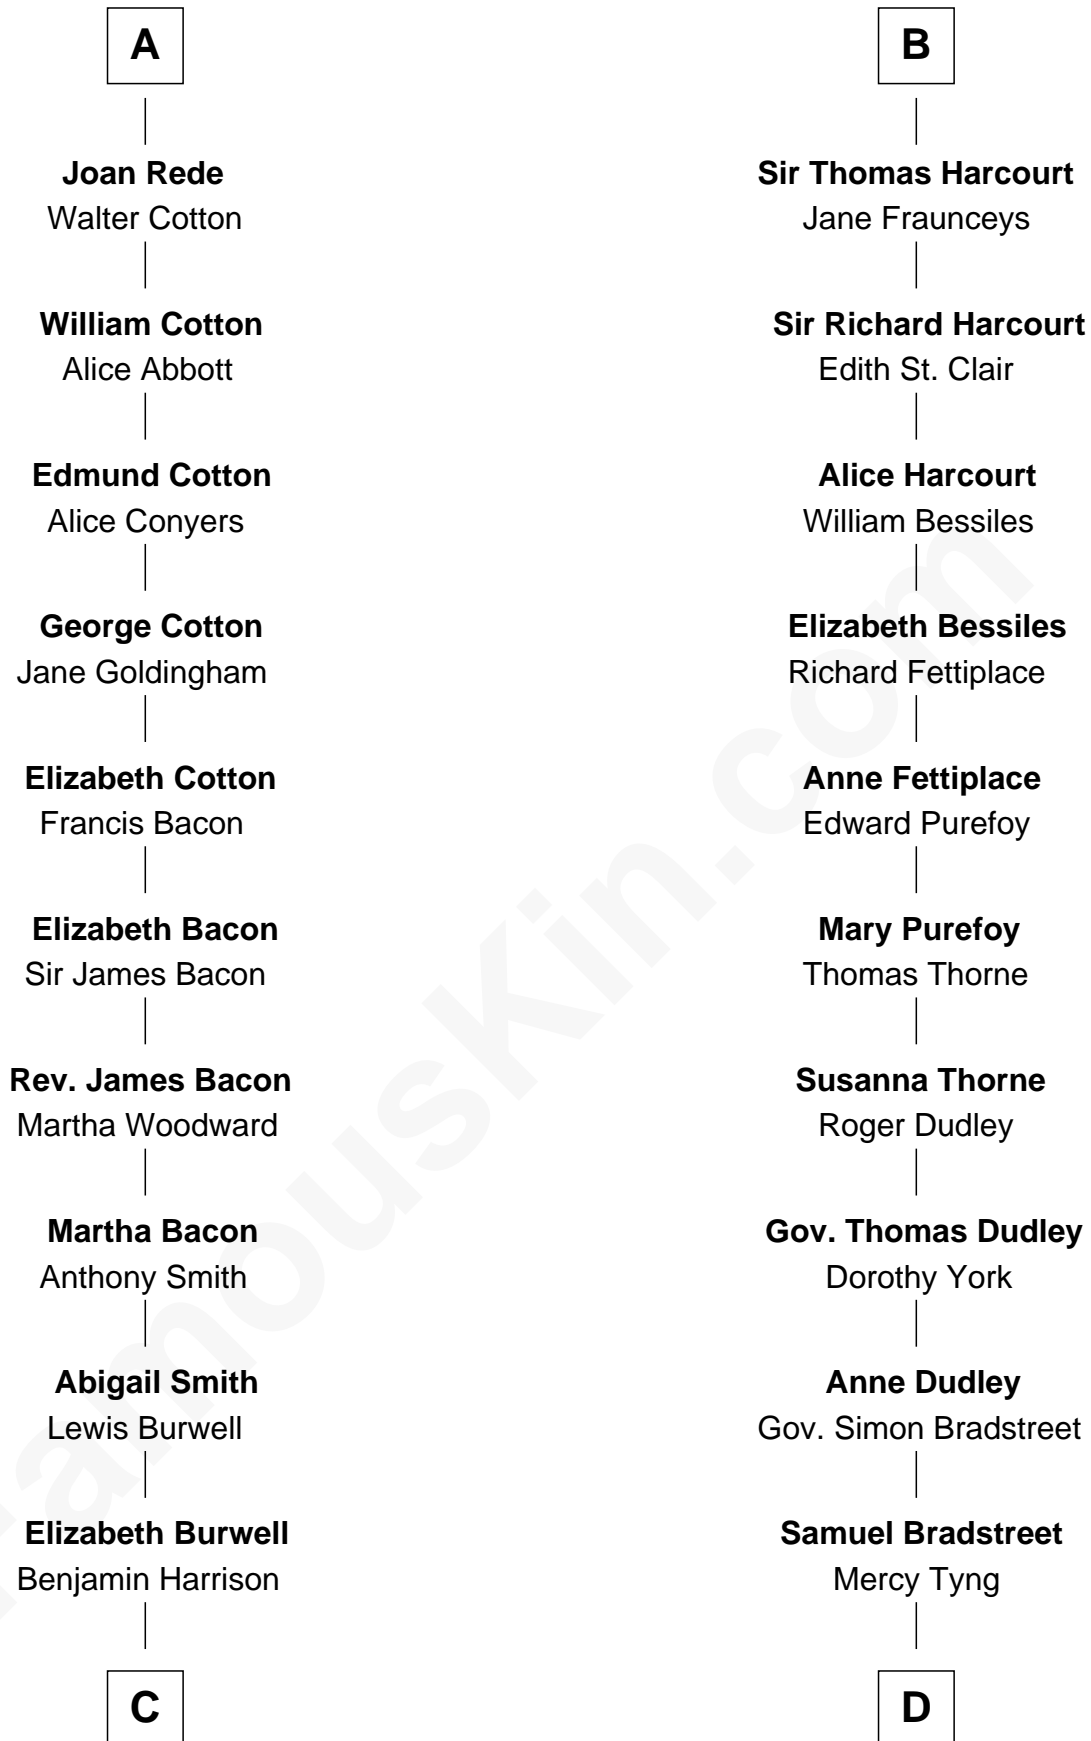 A
Joan Rede
Walter Cotton
William Cotton
Alice Abbott
Edmund Cotton
Alice Conyers
George Cotton
Jane Goldingham
Elizabeth Cotton
Francis Bacon
Elizabeth Bacon
Sir James Bacon
Rev. James Bacon
Martha Woodward
Martha Bacon
Anthony Smith
Abigail Smith
Lewis Burwell
Elizabeth Burwell
Benjamin Harrison
C
B
Sir Thomas Harcourt
Jane Fraunceys
Sir Richard Harcourt
Edith St. Clair
Alice Harcourt
William Bessiles
Elizabeth Bessiles
Richard Fettiplace
Anne Fettiplace
Edward Purefoy
Mary Purefoy
Thomas Thorne
Susanna Thorne
Roger Dudley
Gov. Thomas Dudley
Dorothy York
Anne Dudley
Gov. Simon Bradstreet
Samuel Bradstreet
Mercy Tyng
D
FamousKin.com